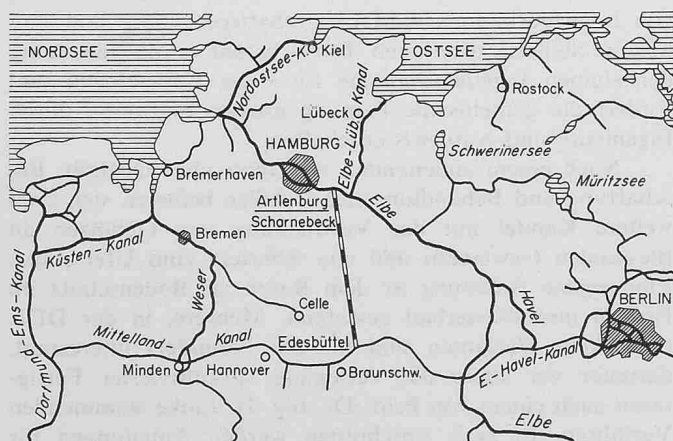 NORDSEE
Nordostsee-K.
Kiel
OSTSEE
Rostock
Lübeck
Elbe-Lüb. Kanal
HAMBURG
Schwerinersee
Müritzsee
Bremerhaven
Artlenburg
Scharnebeck
Elbe
Küsten-Kanal
Bremen
Weser
Dortmund-Ems-Kanal
Celle
Havel
BERLIN
Mittelland-
Kanal
Edesbüttel
Minden
Hannover
Braunschw.
E.-Havel-Kanal
Elbe